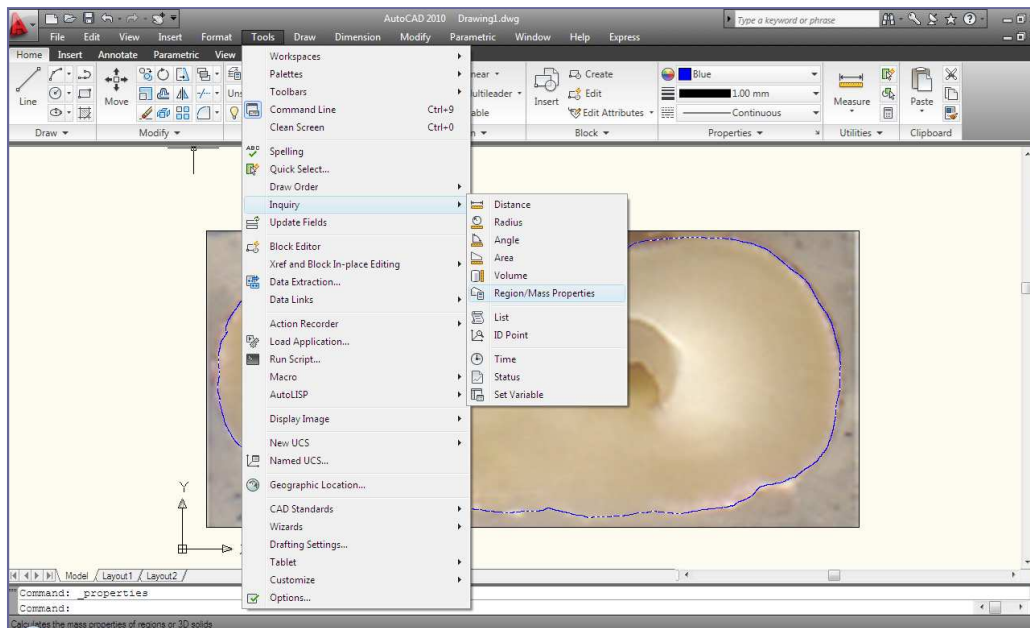 AutoCAD 2010 Drawing1.dwg
Type a keyword or phrase
File Edit View Insert Format Tools Draw Dimension Modify Parametric Window Help Express
Home Insert Annotate Parametric View
Line
Move
Create
Edit
Edit Attributes
Insert
Blue
1.00 mm
Continuous
Measure
Paste
Draw
Modify
Block
Properties
Utilities
Clipboard
Workspaces
Palettes
Toolbars
Command Line Ctrl+9
Clean Screen Ctrl+0
Spelling
Quick Select...
Draw Order
Inquiry
Update Fields
Block Editor
Xref and Block In-place Editing
Data Extraction...
Data Links
Action Recorder
Load Application...
Run Script...
Macro
AutoLISP
Display Image
New UCS
Named UCS...
Geographic Location...
CAD Standards
Wizards
Drafting Settings...
Tablet
Customize
Options...
Distance
Radius
Angle
Area
Volume
Region/Mass Properties
List
ID Point
Time
Status
Set Variable
Y
Model Layout1 Layout2
Command: _properties
Command:
Calculates the mass properties of regions or 3D solids